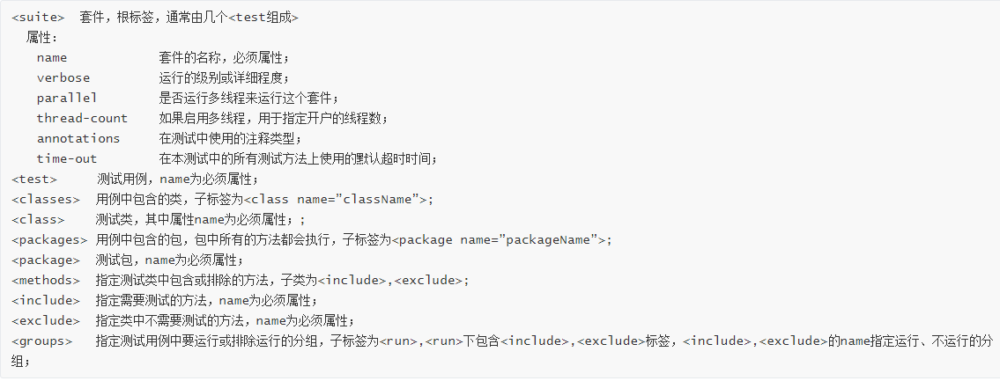 <suite>  套件，根标签，通常由几个<test组成>
  属性：
    name             套件的名称，必须属性；
    verbose          运行的级别或详细程度；
    parallel         是否运行多线程来运行这个套件；
    thread-count     如果启用多线程，用于指定开户的线程数；
    annotations      在测试中使用的注释类型；
    time-out         在本测试中的所有测试方法上使用的默认超时时间；
<test>      测试用例，name为必须属性；
<classes>  用例中包含的类，子标签为<class name=”className”>;
<class>    测试类，其中属性name为必须属性；;
<packages> 用例中包含的包，包中所有的方法都会执行，子标签为<package name=”packageName”>;
<package>  测试包，name为必须属性；
<methods>  指定测试类中包含或排除的方法，子类为<include>,<exclude>;
<include>  指定需要测试的方法，name为必须属性；
<exclude>  指定类中不需要测试的方法，name为必须属性；
<groups>   指定测试用例中要运行或排除运行的分组，子标签为<run>,<run>下包含<include>,<exclude>标签，<include>,<exclude>的name指定运行、不运行的分
组；